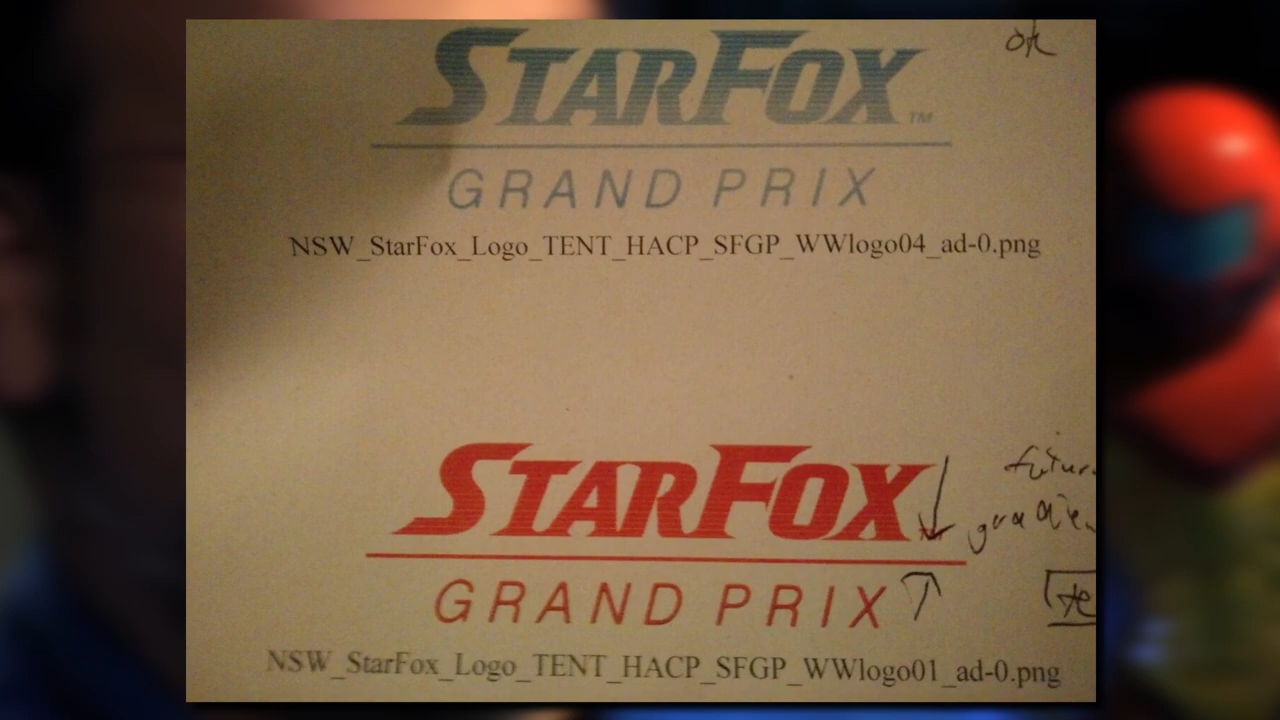 ok
STARFOX™
GRAND PRIX
NSW_StarFox_Logo_TENT_HACP_SFGP_WWlogo04_ad-0.png
STARFOX
GRAND PRIX
NSW_StarFox_Logo_TENT_HACP_SFGP_WWlogo01_ad-0.png